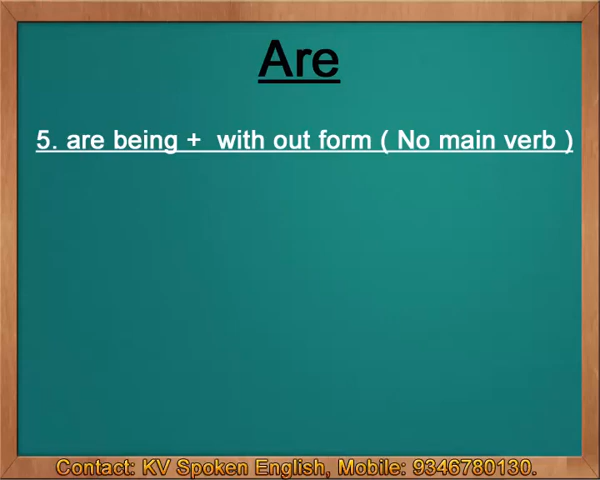 Are
5. are being + with out form ( No main verb )
Contact: KV Spoken English, Mobile: 9346780130.